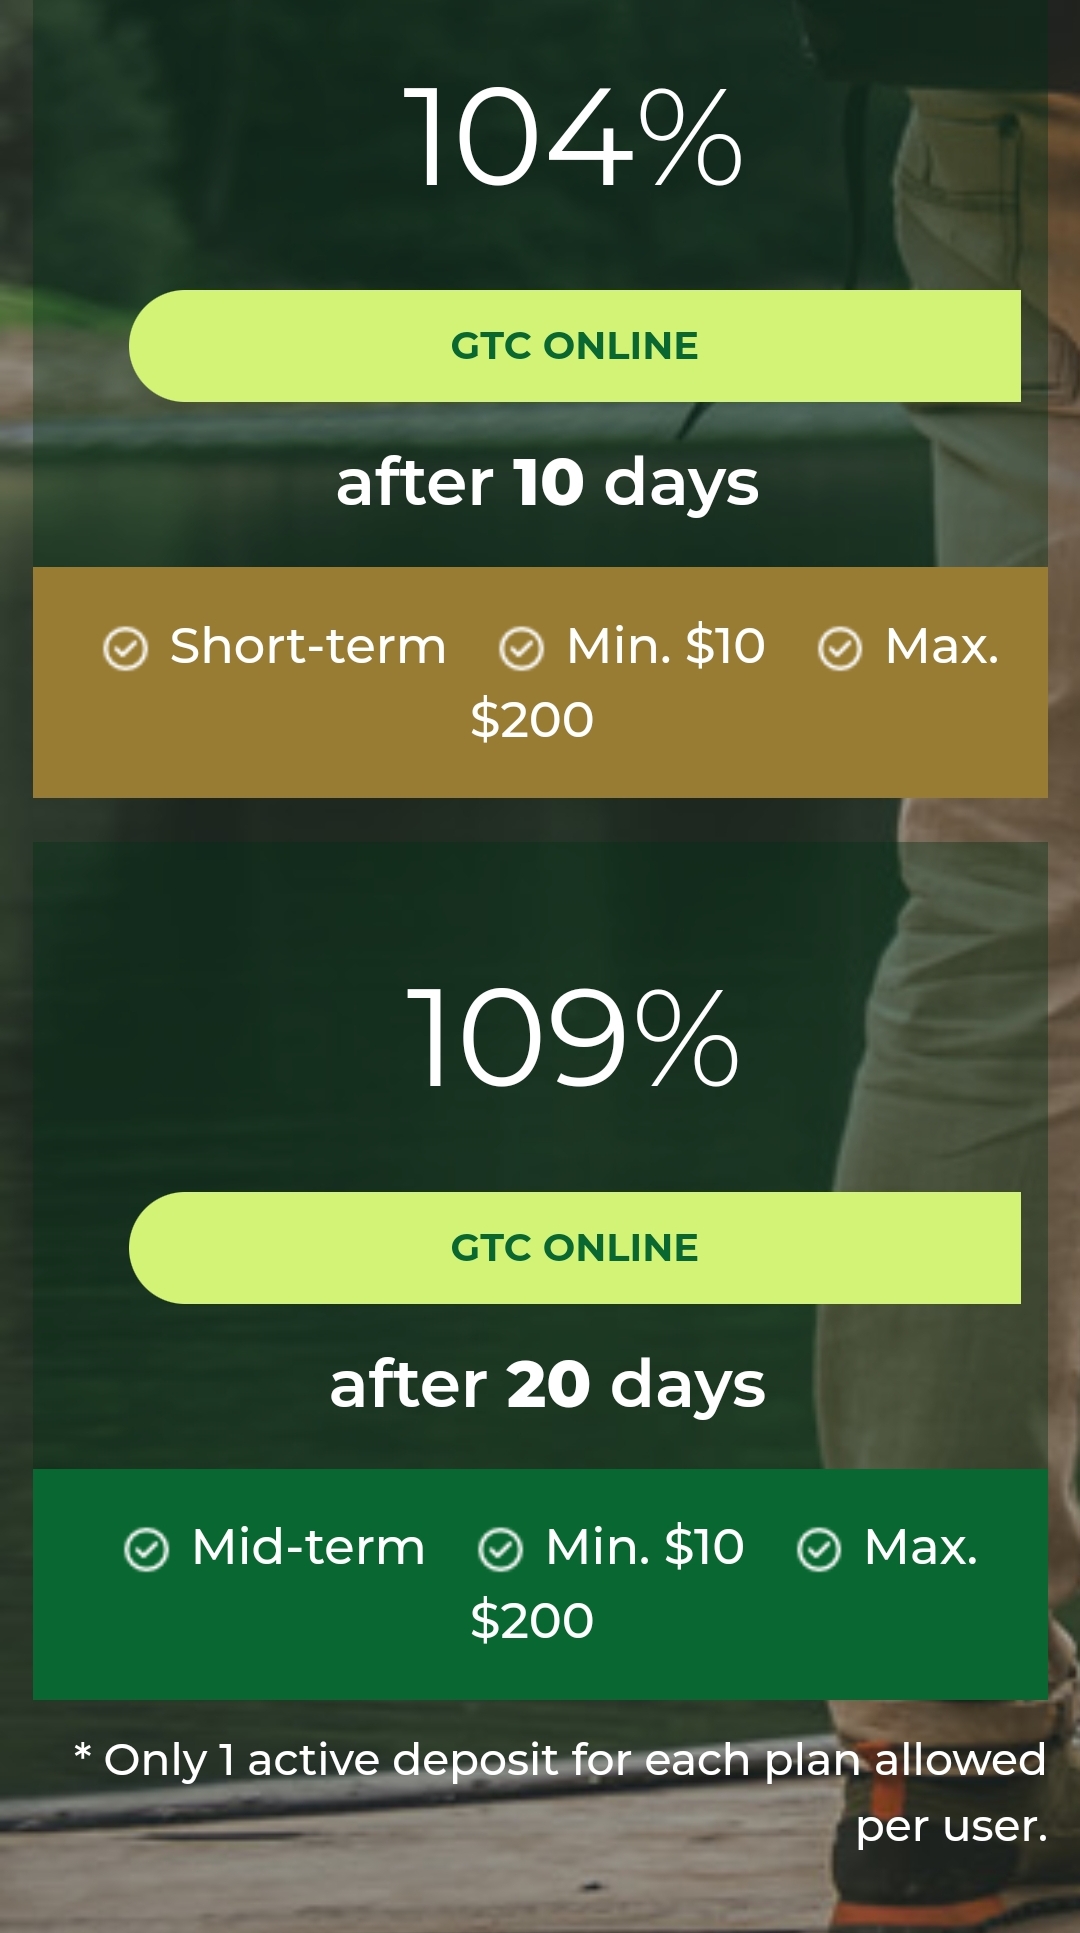 104%
GTC ONLINE
after 10 days
Short-term Min. $10 Max.
$200
109%
GTC ONLINE
after 20 days
Mid-term Min. $10 Max.
$200
* Only 1 active deposit for each plan allowed
per user.